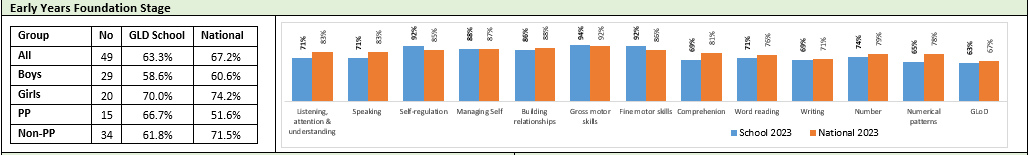 Early Years Foundation Stage
Group No GLD School National
All 49 63.3% 67.2%
Boys 29 58.6% 60.6%
Girls 20 70.0% 74.2%
PP 15 66.7% 51.6%
Non-PP 34 61.8% 71.5%
71% 83% 71% 83% 92% 85% 88% 87% 86% 88% 94% 92% 92% 86% 69% 81% 71% 76% 69% 71% 74% 79% 65% 78% 63% 67%
Listening, attention & understanding
Speaking
Self-regulation
Managing Self
Building relationships
Gross motor skills
Fine motor skills
Comprehension
Word reading
Writing
Number
Numerical patterns
GLoD
School 2023 National 2023